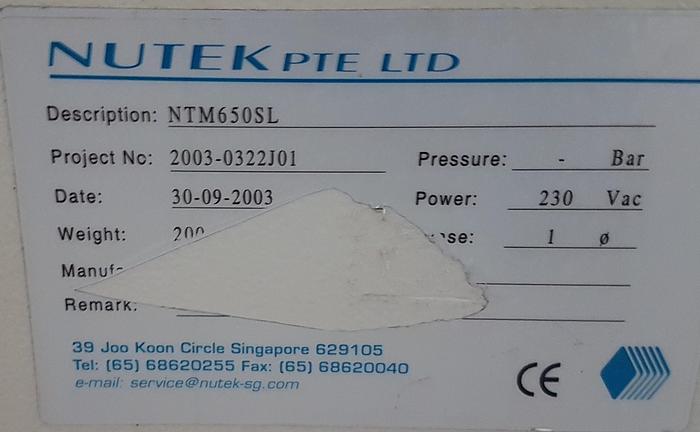 NUTEK PTE LTD
Description: NTM650SL
Project No: 2003-0322J01 Pressure: - Bar
Date: 30-09-2003 Power: 230 Vac
Weight: 1 ø
39 Joo Koon Circle Singapore 629105
Tel: (65) 68620255 Fax: (65) 68620040
e-mail: service@nutek-sg.com
CE